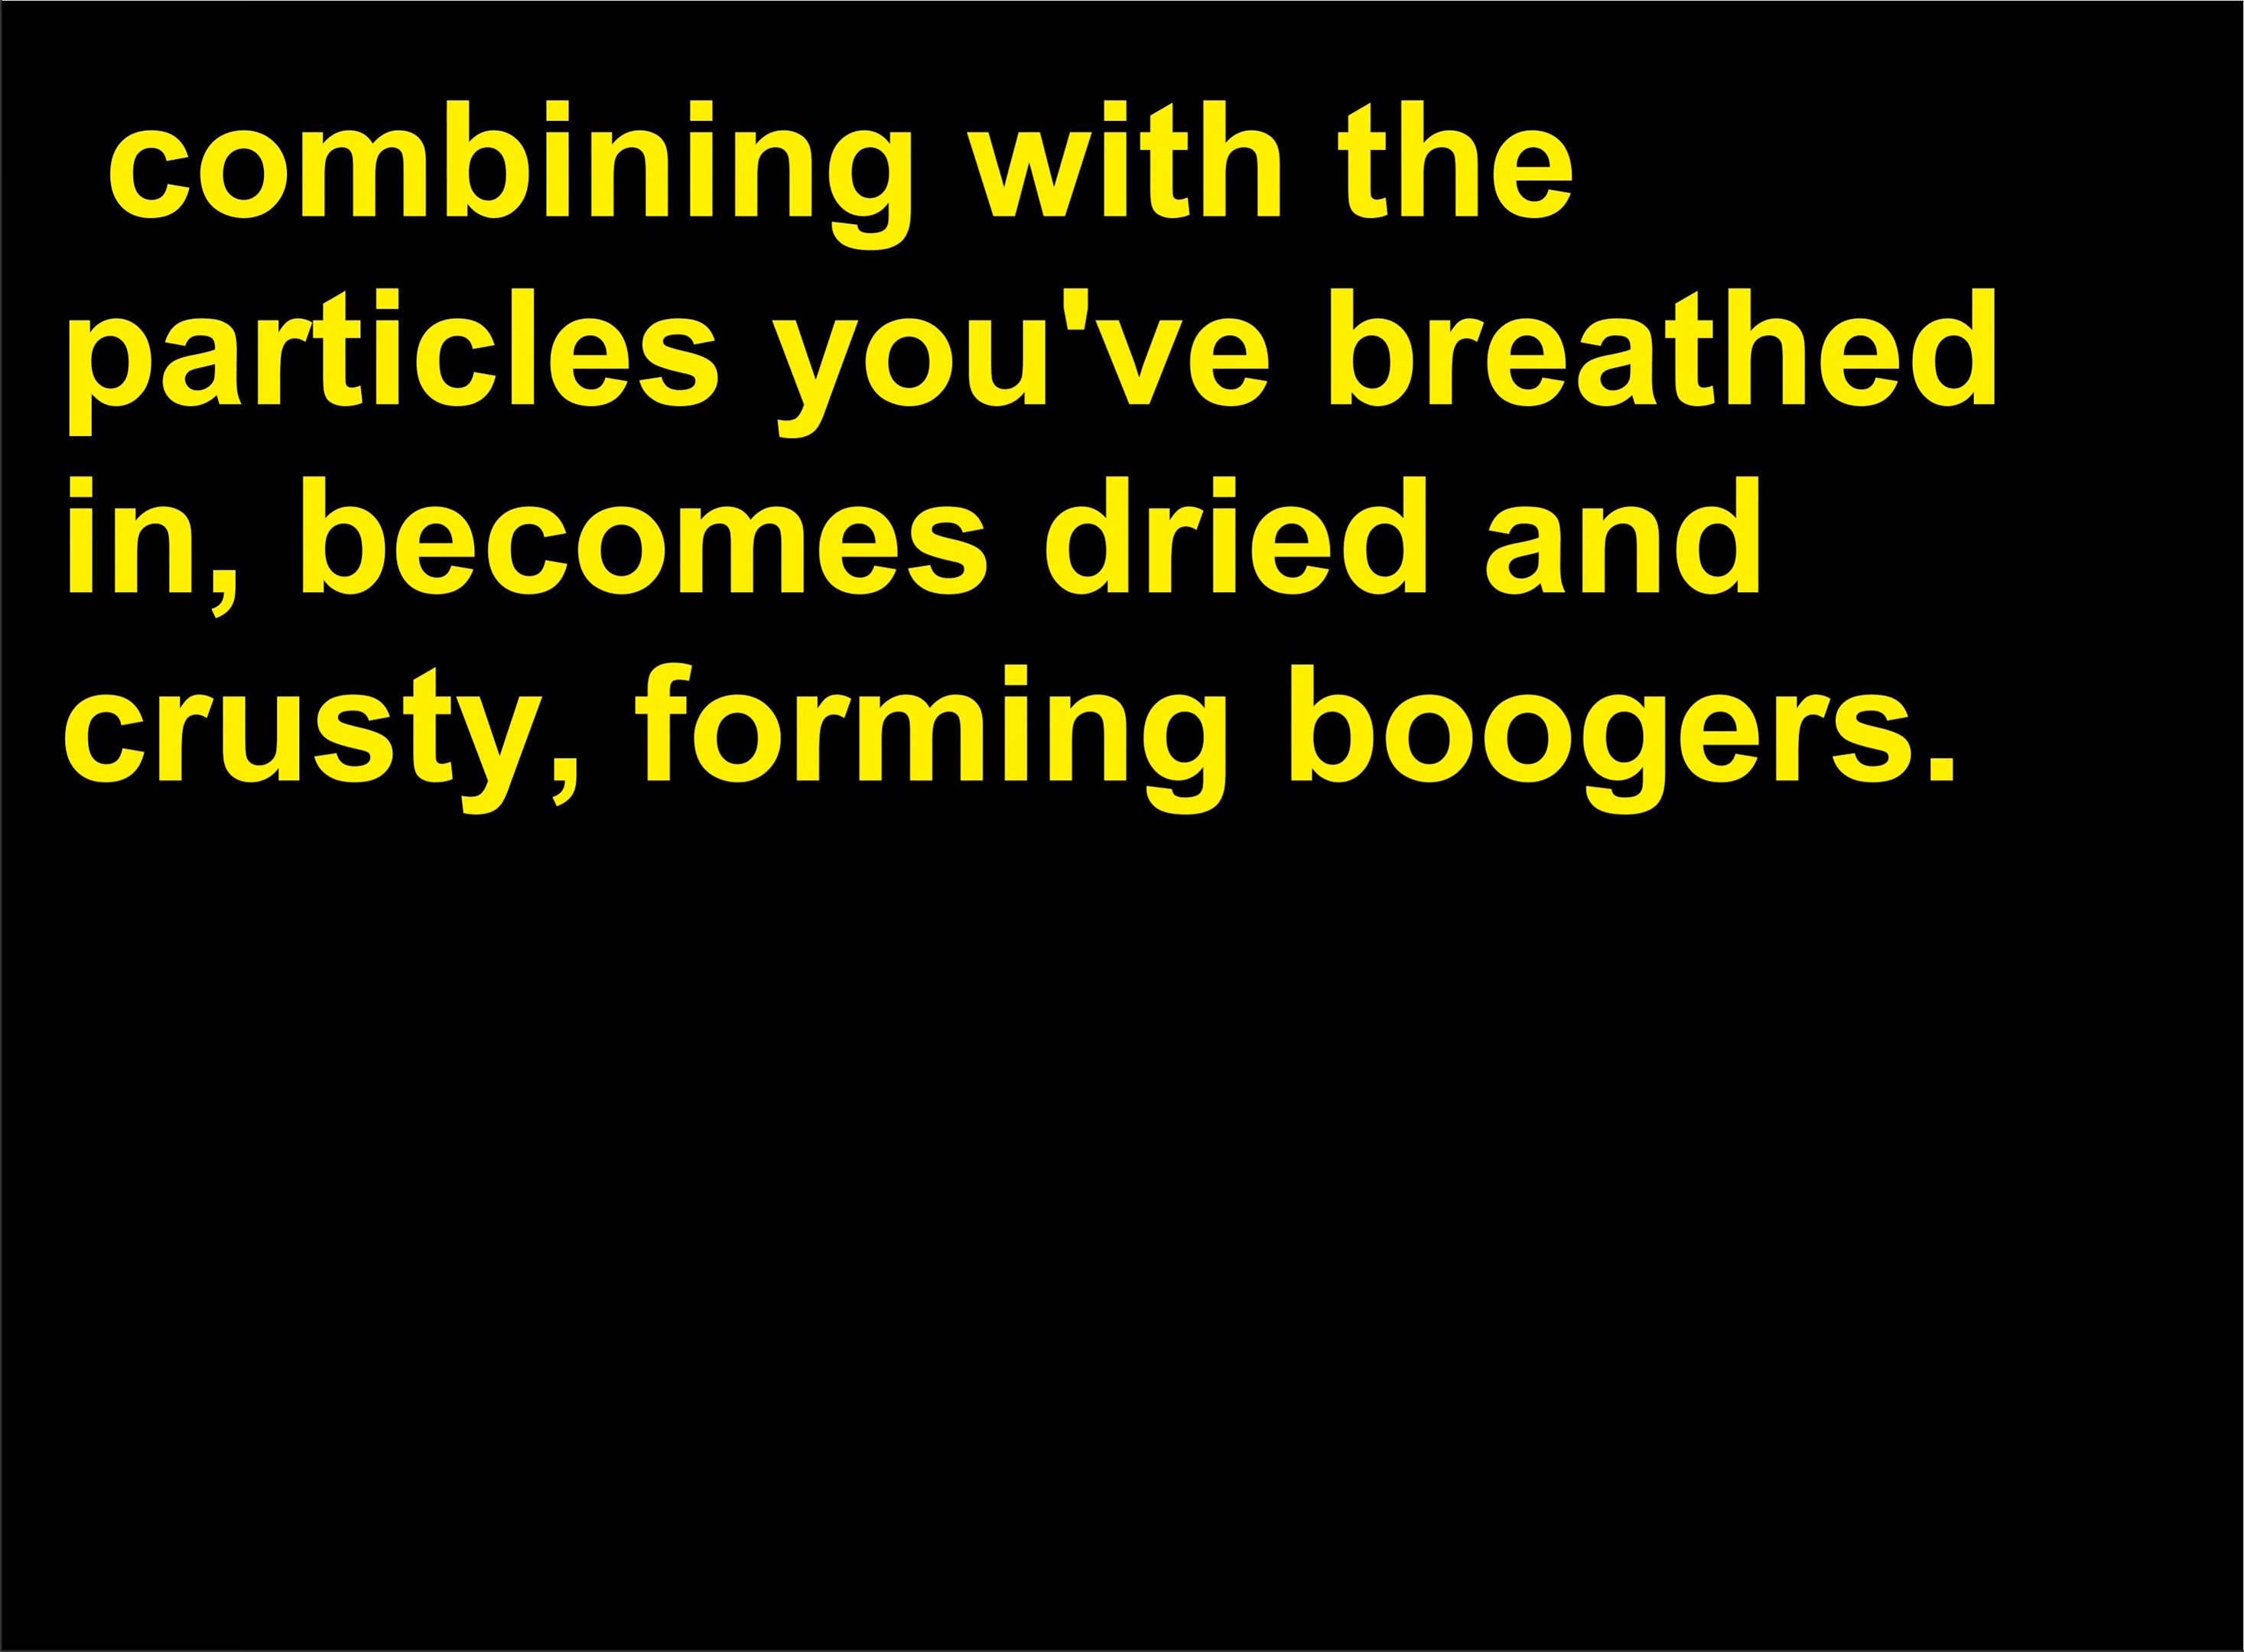 combining with the
particles you've breathed
in, becomes dried and
crusty, forming boogers.